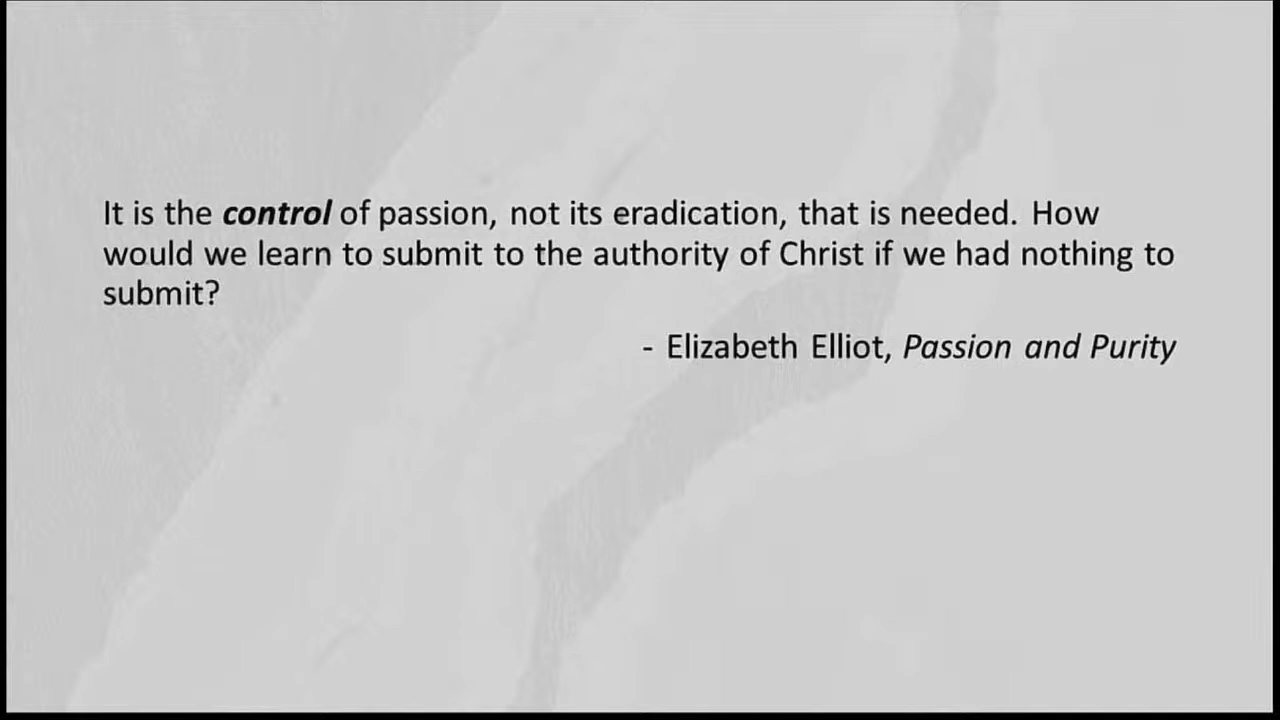 It is the control of passion, not its eradication, that is needed. How
would we learn to submit to the authority of Christ if we had nothing to
submit?
- Elizabeth Elliot, Passion and Purity